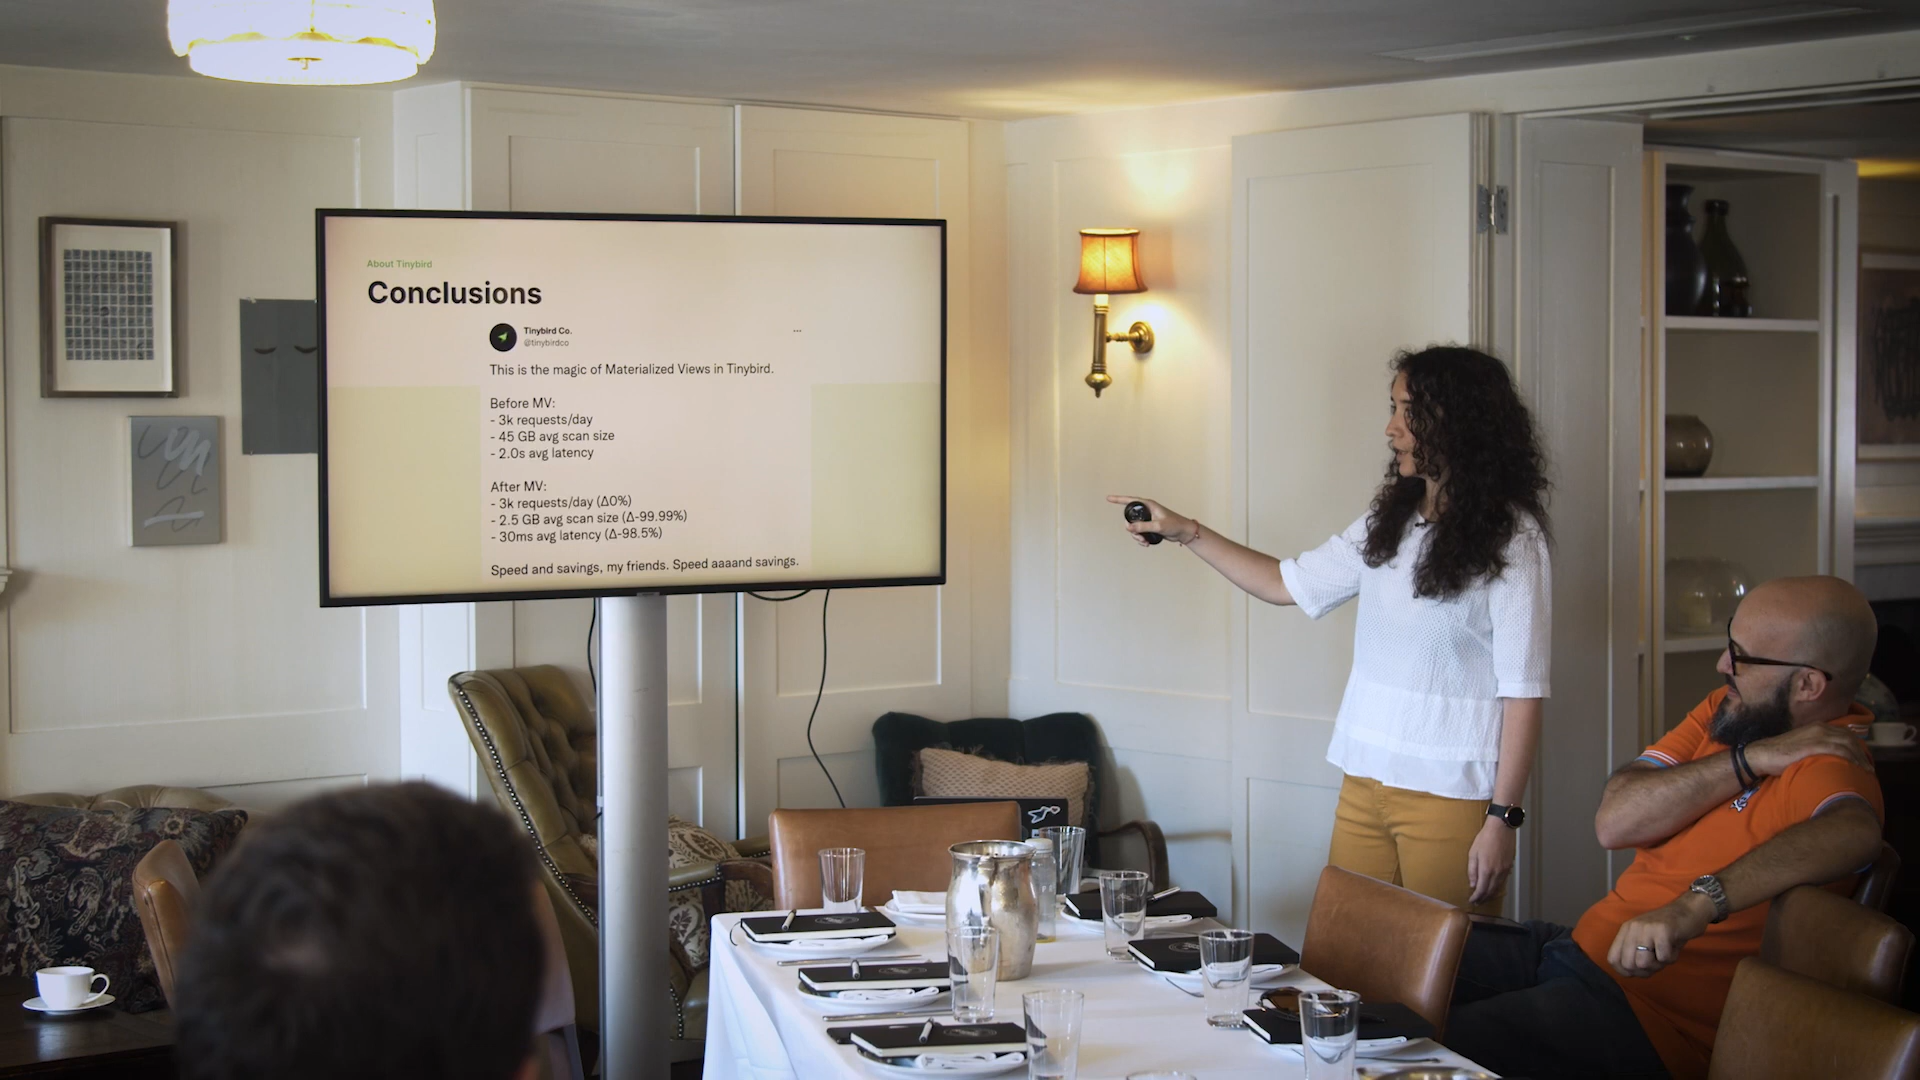 About Tinybird
Conclusions
Tinybird Co.
@tinybirdco
...
This is the magic of Materialized Views in Tinybird.
Before MV:
- 3k requests/day
- 45 GB avg scan size
- 2.0s avg latency
After MV:
- 3k requests/day (Δ0%)
- 2.5 GB avg scan size (Δ-99.99%)
- 30ms avg latency (Δ-98.5%)
Speed and savings, my friends. Speed aaaand savings.